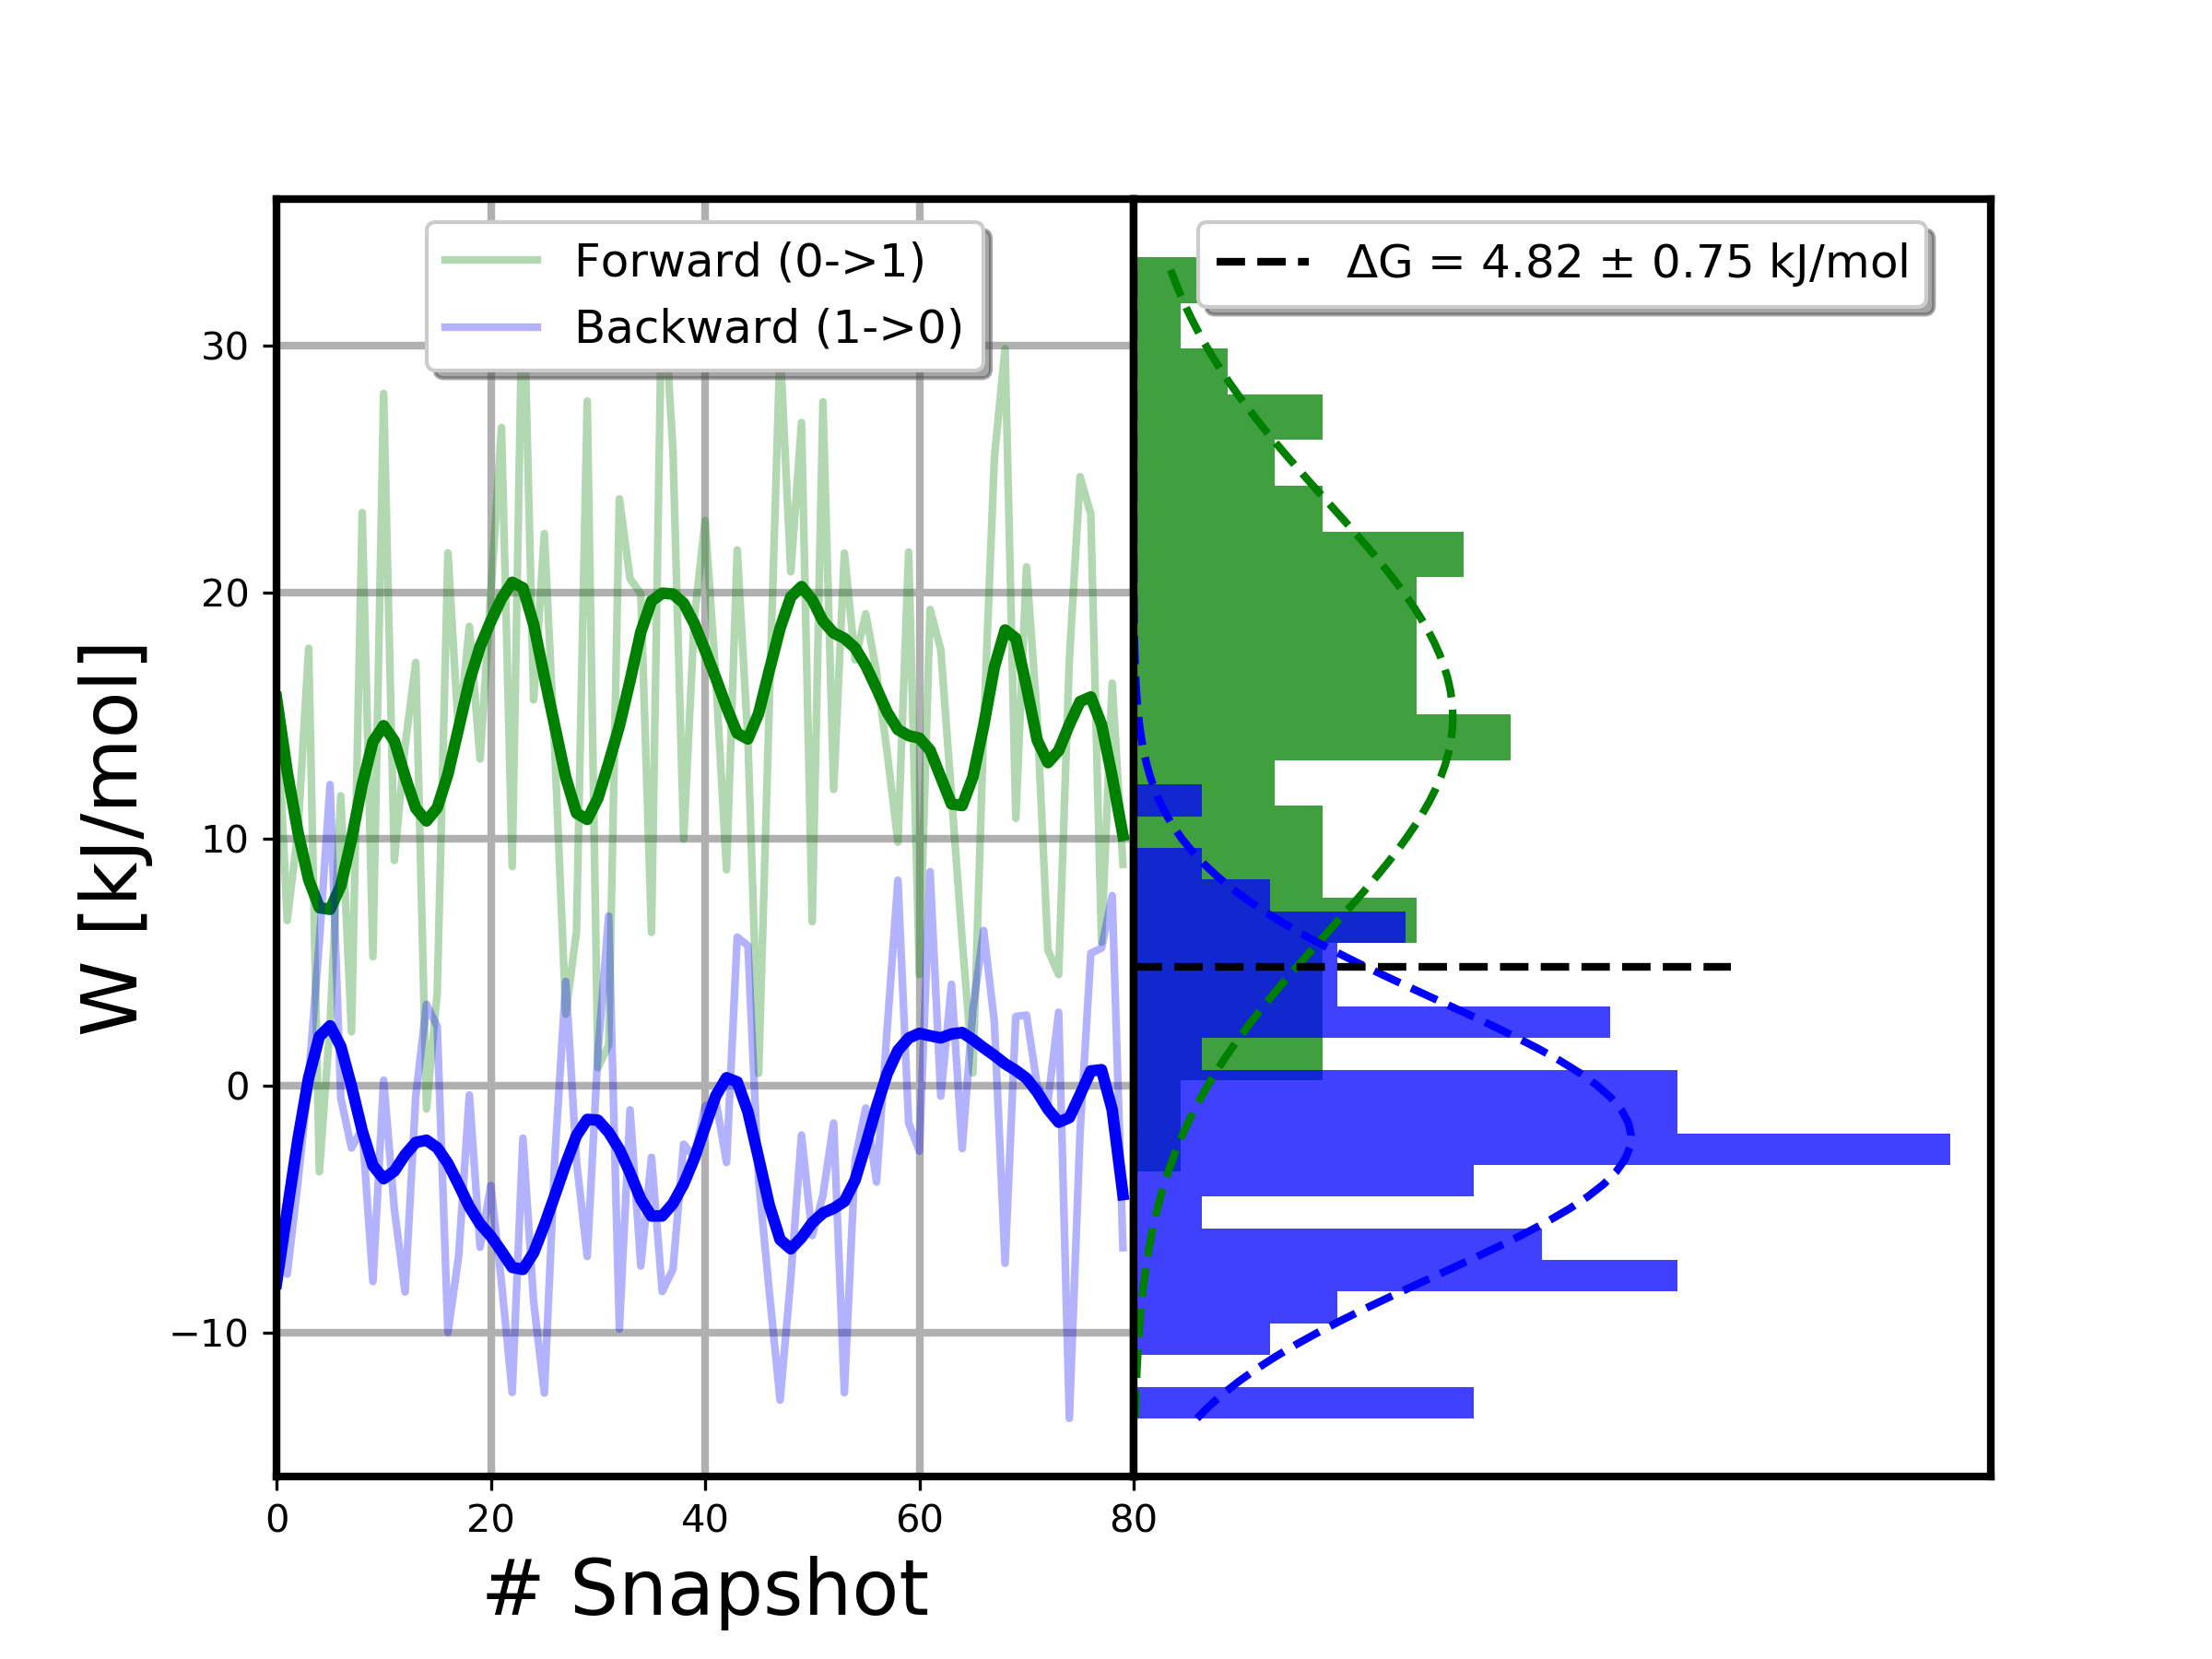 Forward (0->1)
Backward (1->0)
ΔG = 4.82 ± 0.75 kJ/mol
W [kJ/mol]
30
20
10
0
−10
0 20 40 60 80
# Snapshot